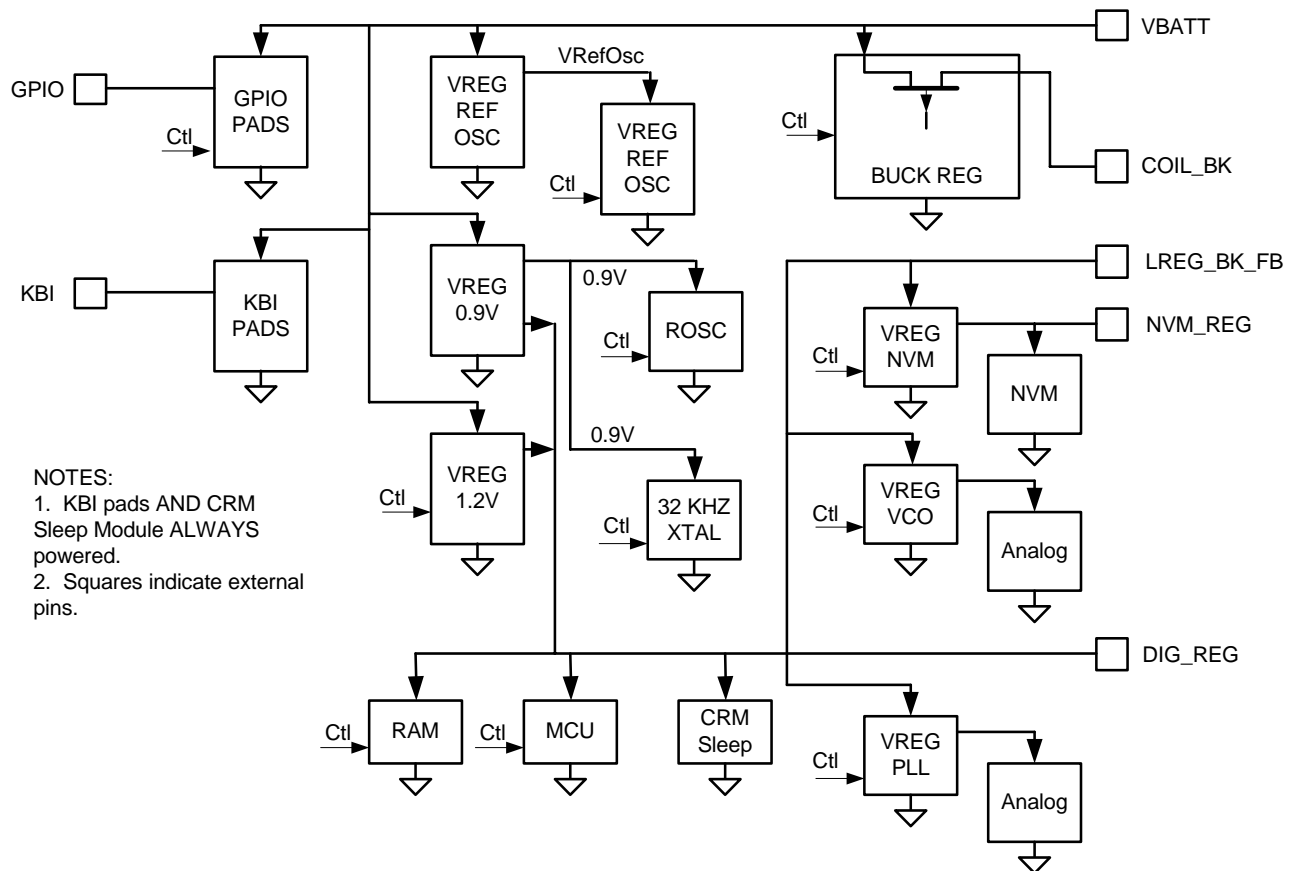 VBATT
VRefOsc
GPIO
GPIO
PADS
Ctl
VREG
REF
OSC
VREG
REF
OSC
Ctl
Ctl
BUCK REG
COIL_BK
KBI
KBI
PADS
VREG
0.9V
0.9V
ROSC
Ctl
LREG_BK_FB
VREG
NVM
Ctl
NVM_REG
NVM
VREG
1.2V
Ctl
0.9V
32 KHZ
XTAL
Ctl
VREG
VCO
Ctl
Analog
NOTES:
1. KBI pads AND CRM
Sleep Module ALWAYS
powered.
2. Squares indicate external
pins.
DIG_REG
RAM
Ctl
MCU
Ctl
CRM
Sleep
VREG
PLL
Ctl
Analog